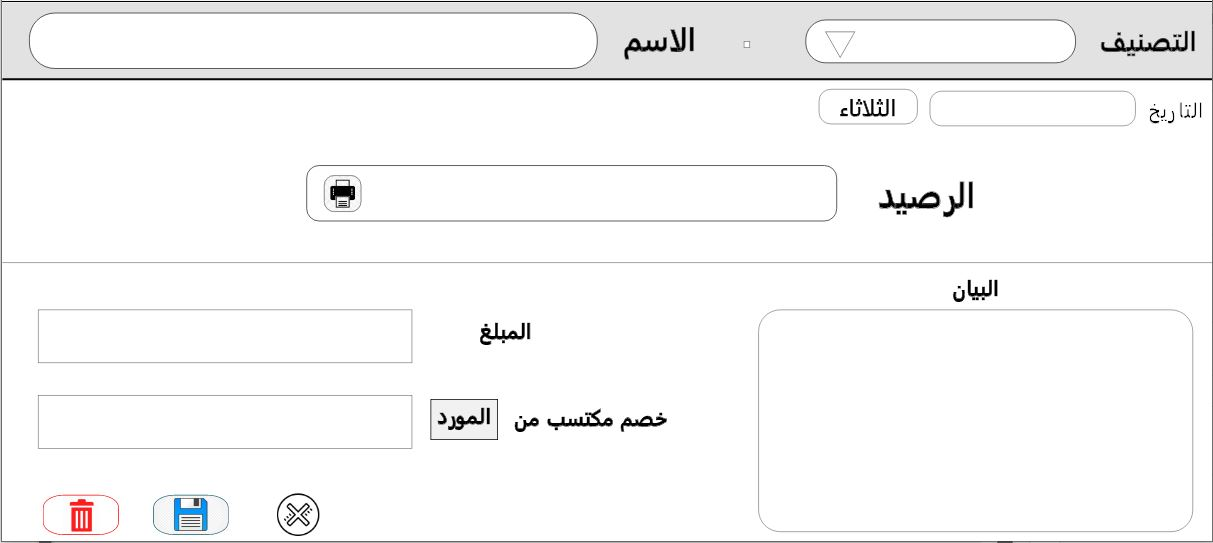 التصنيف
الاسم
التاريخ
الثلاثاء
الرصيد
البيان
المبلغ
خصم مكتسب من المورد